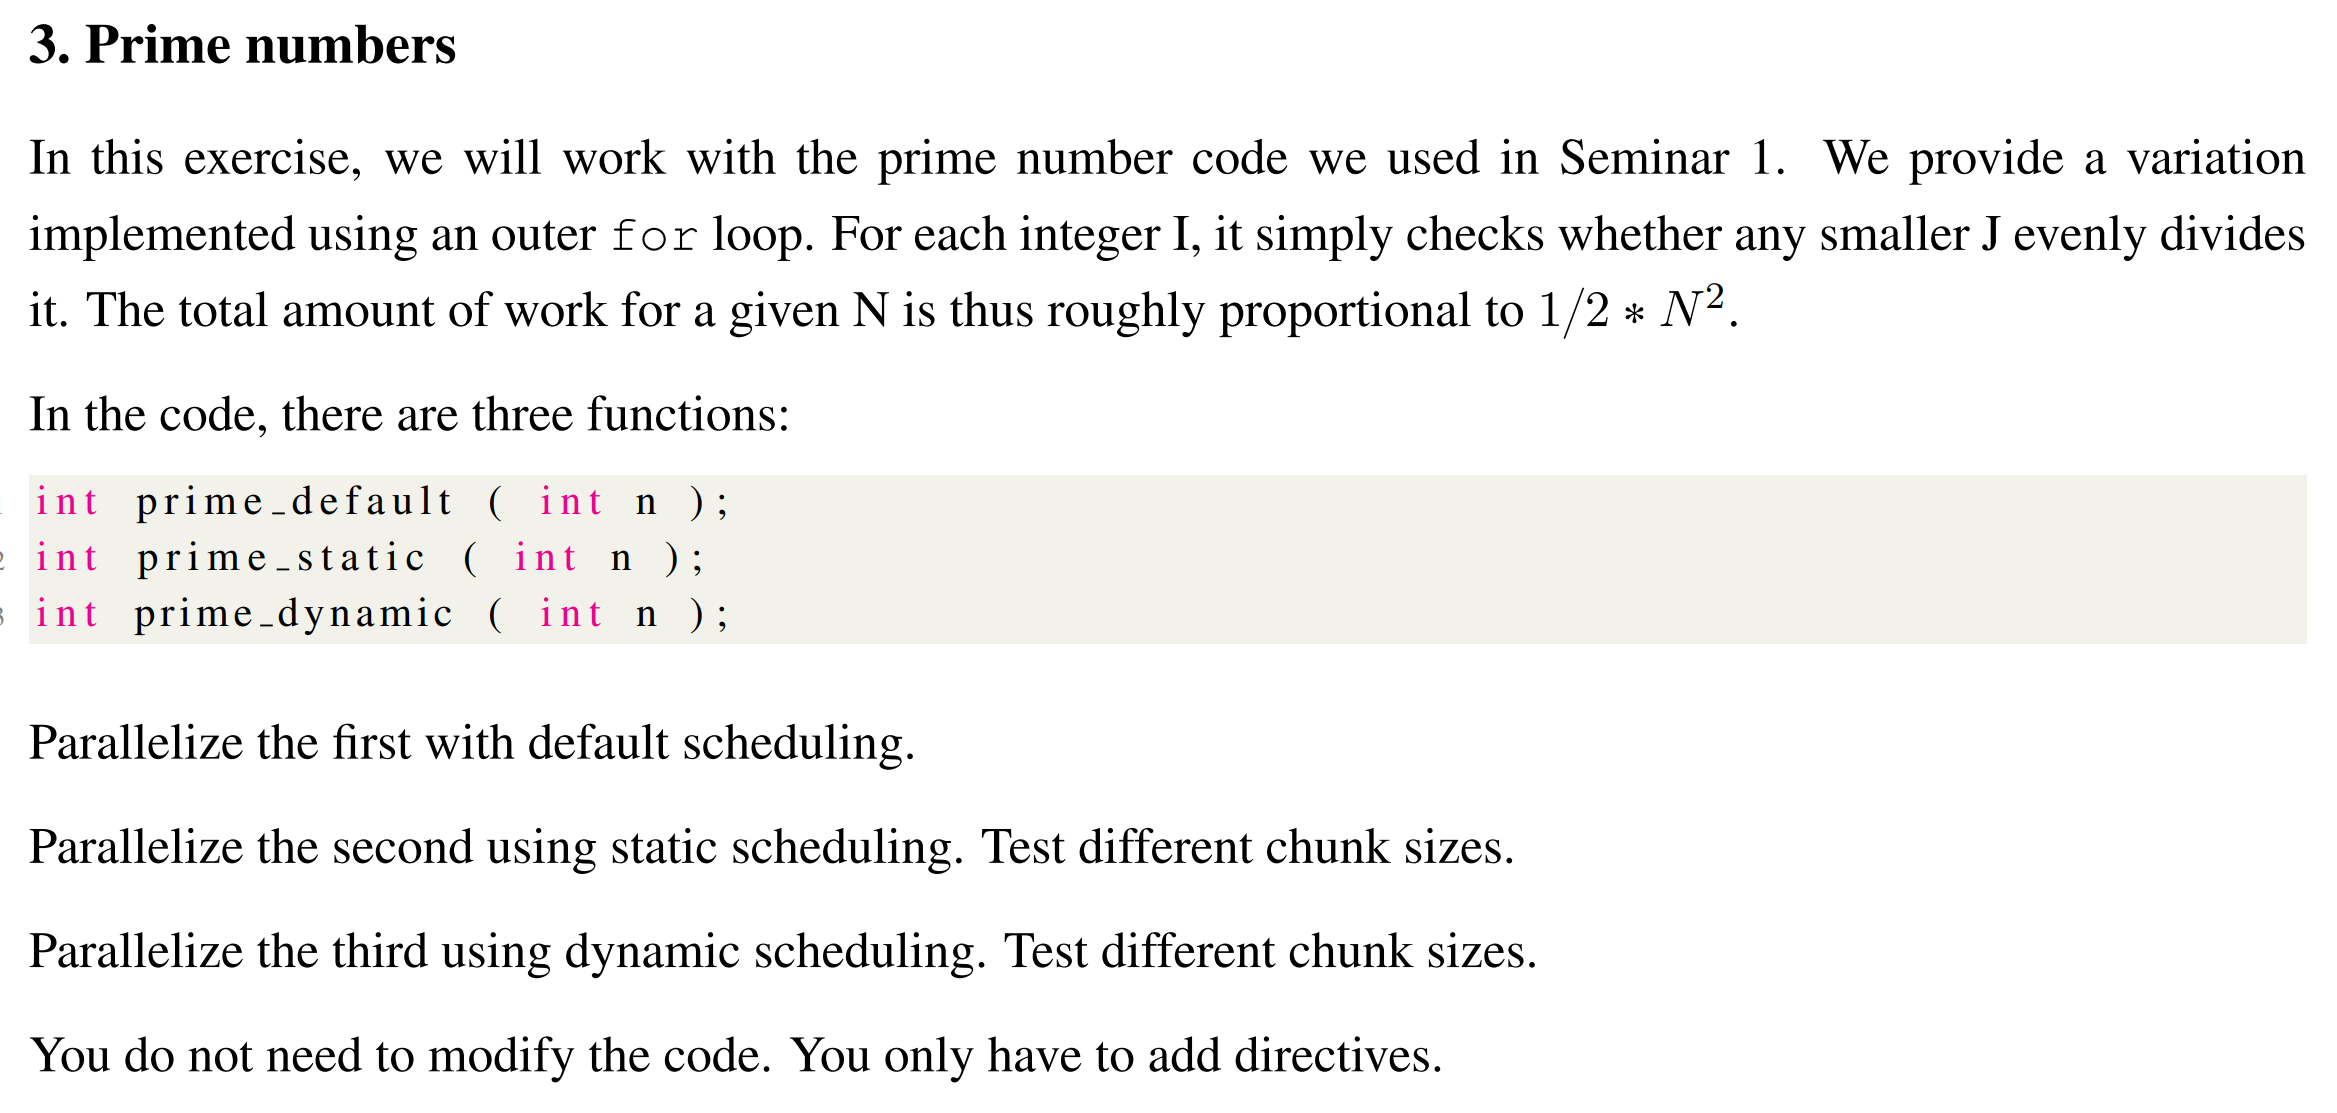 3. Prime numbers
In this exercise, we will work with the prime number code we used in Seminar 1. We provide a variation
implemented using an outer for loop. For each integer I, it simply checks whether any smaller J evenly divides
it. The total amount of work for a given N is thus roughly proportional to 1/2 ∗ N².
In the code, there are three functions:
int prime_default ( int n );
2 int prime_static ( int n );
3 int prime_dynamic ( int n );
Parallelize the first with default scheduling.
Parallelize the second using static scheduling. Test different chunk sizes.
Parallelize the third using dynamic scheduling. Test different chunk sizes.
You do not need to modify the code. You only have to add directives.